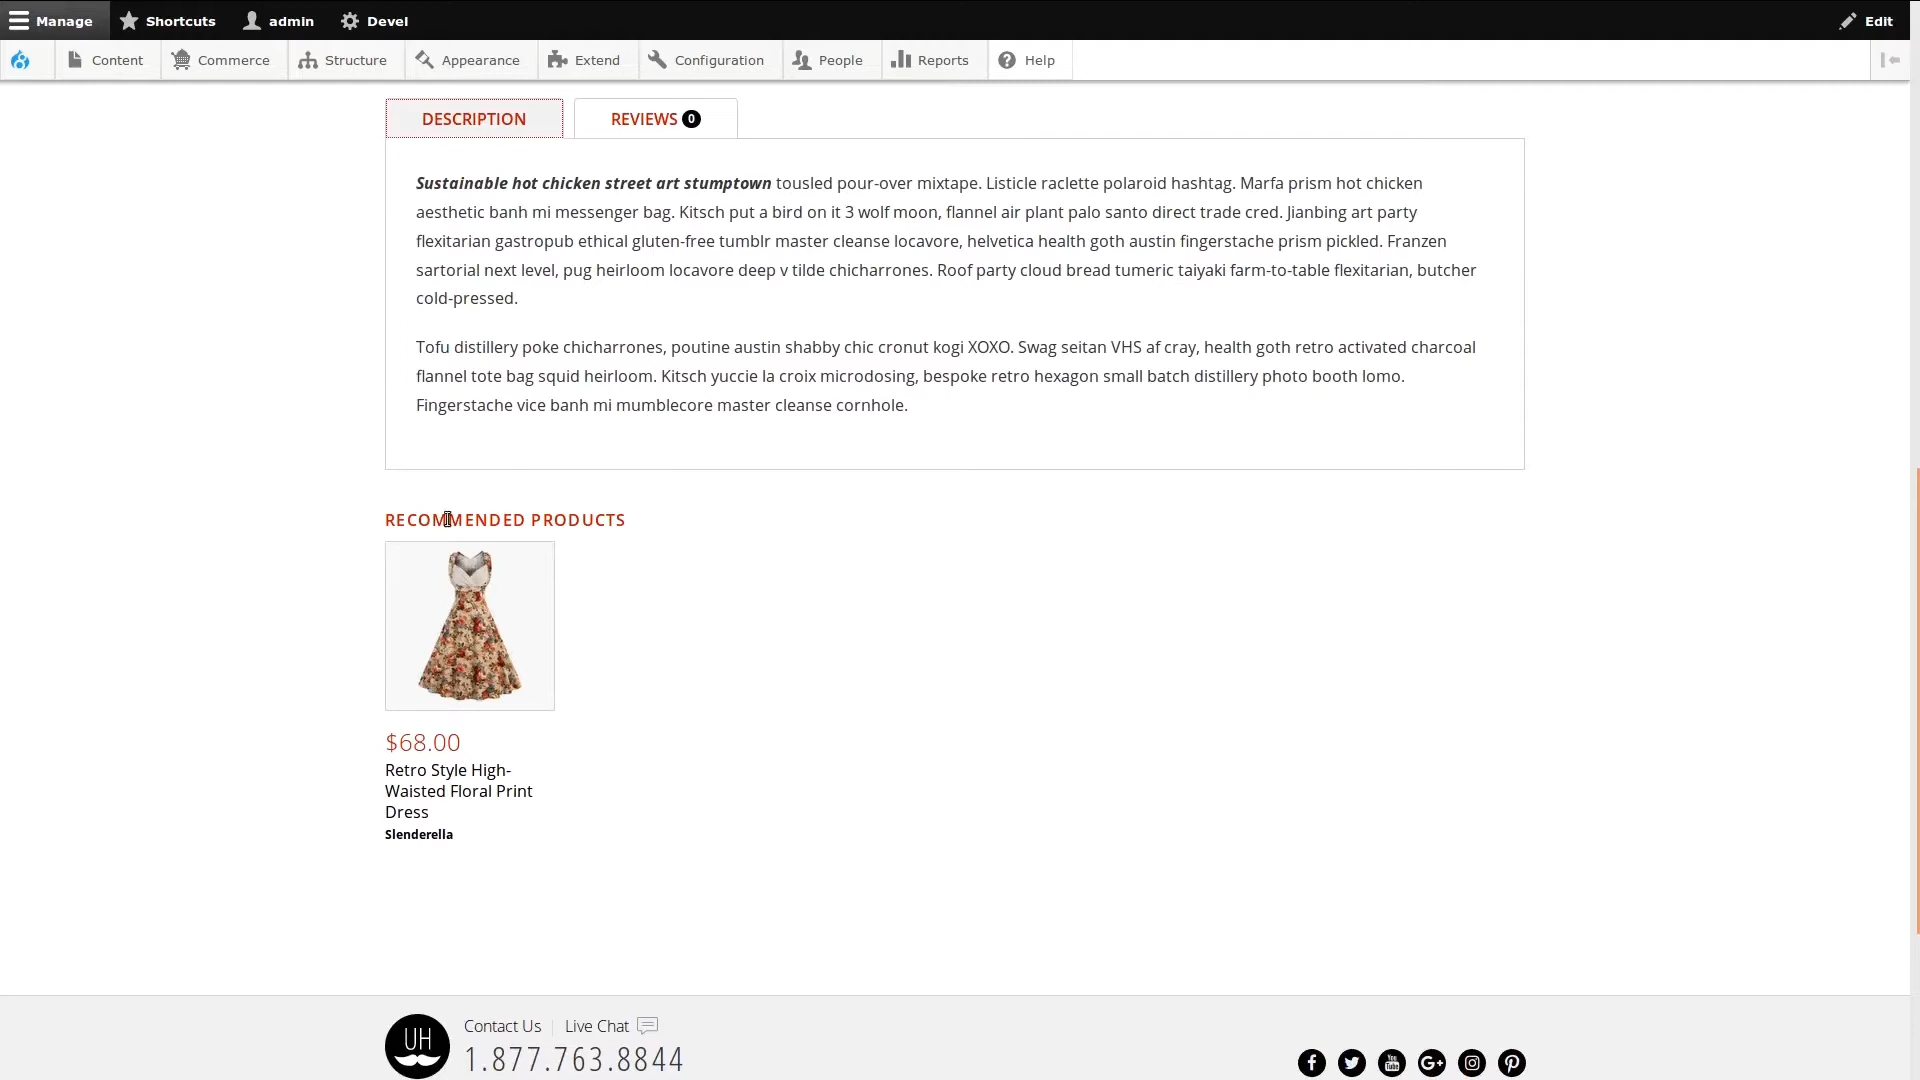 Manage Shortcuts admin Devel Edit
Content Commerce Structure Appearance Extend Configuration People Reports Help
DESCRIPTION REVIEWS 0
Sustainable hot chicken street art stumptown tousled pour-over mixtape. Listicle raclette polaroid hashtag. Marfa prism hot chicken
aesthetic banh mi messenger bag. Kitsch put a bird on it 3 wolf moon, flannel air plant palo santo direct trade cred. Jianbing art party
flexitarian gastropub ethical gluten-free tumblr master cleanse locavore, helvetica health goth austin fingerstache prism pickled. Franzen
sartorial next level, pug heirloom locavore deep v tilde chicharrones. Roof party cloud bread tumeric taiyaki farm-to-table flexitarian, butcher
cold-pressed.
Tofu distillery poke chicharrones, poutine austin shabby chic cronut kogi XOXO. Swag seitan VHS af cray, health goth retro activated charcoal
flannel tote bag squid heirloom. Kitsch yuccie la croix microdosing, bespoke retro hexagon small batch distillery photo booth lomo.
Fingerstache vice banh mi mumblecore master cleanse cornhole.
RECOMMENDED PRODUCTS
$68.00
Retro Style High-
Waisted Floral Print
Dress
Slenderella
UH
Contact Us Live Chat
1.877.763.8844
You Tube G+